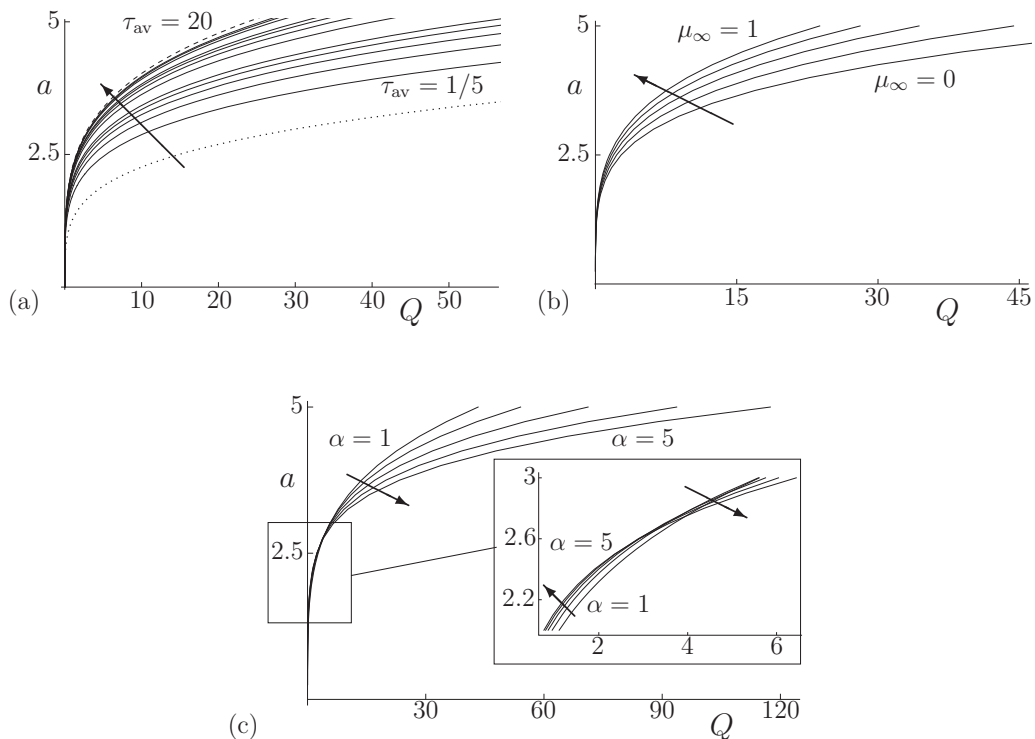 5
τav = 20
a
τav = 1/5
2.5
10 20 30 40 50
(a)
Q
5
μ∞ = 1
a
μ∞ = 0
2.5
15 30 45
(b)
Q
5
α = 1
α = 5
a
2.5
3
2.6
α = 5
2.2
α = 1
2 4 6
30 60 90 120
(c)
Q